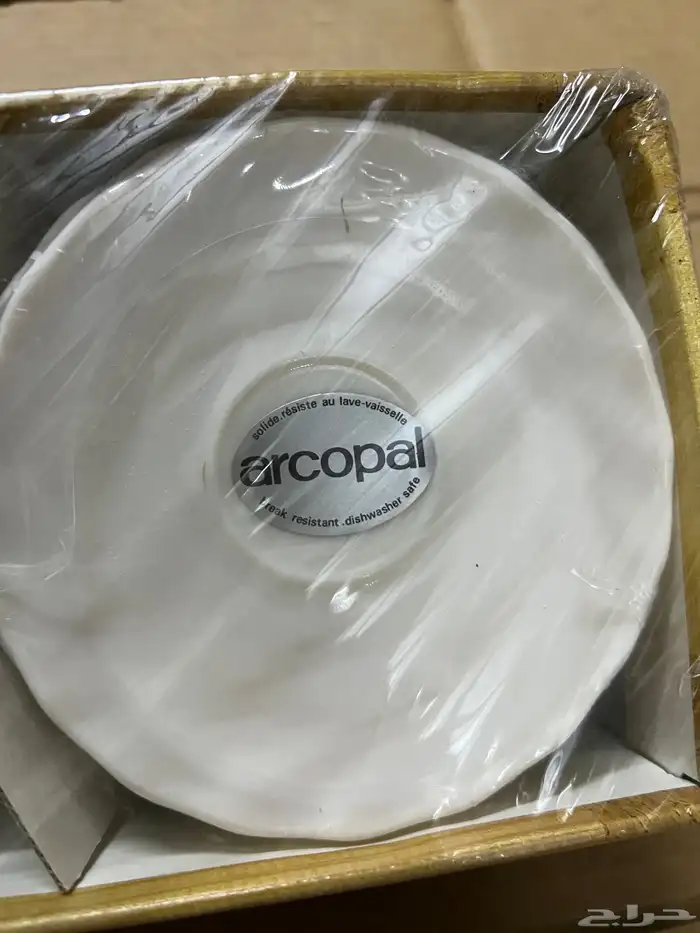 solide.résiste au lave-vaisselle
arcopal
break resistant.dishwasher safe
حراج